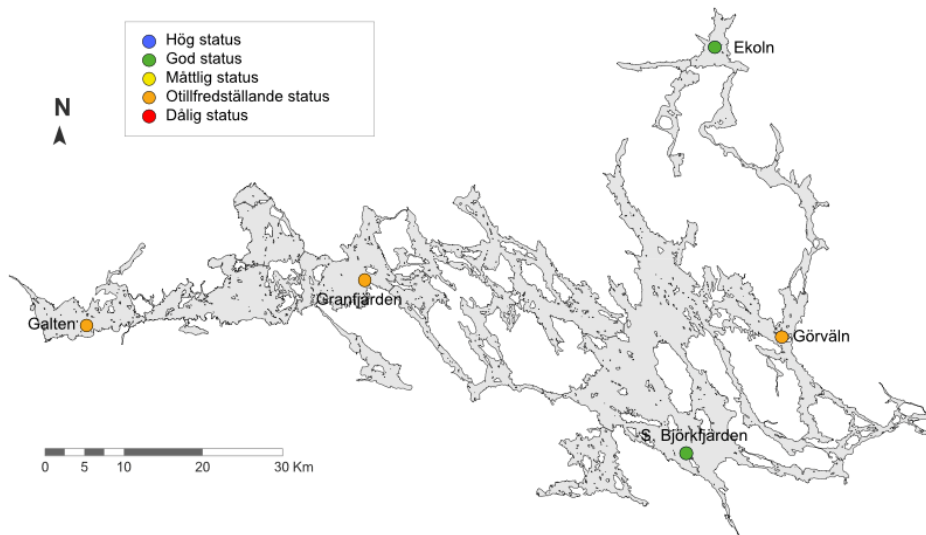 Hög status
God status
Måttlig status
Otillfredställande status
Dålig status
N
Ekoln
Granfjärden
Galten
Görväln
S. Björkfjärden
0 5 10 20 30 Km